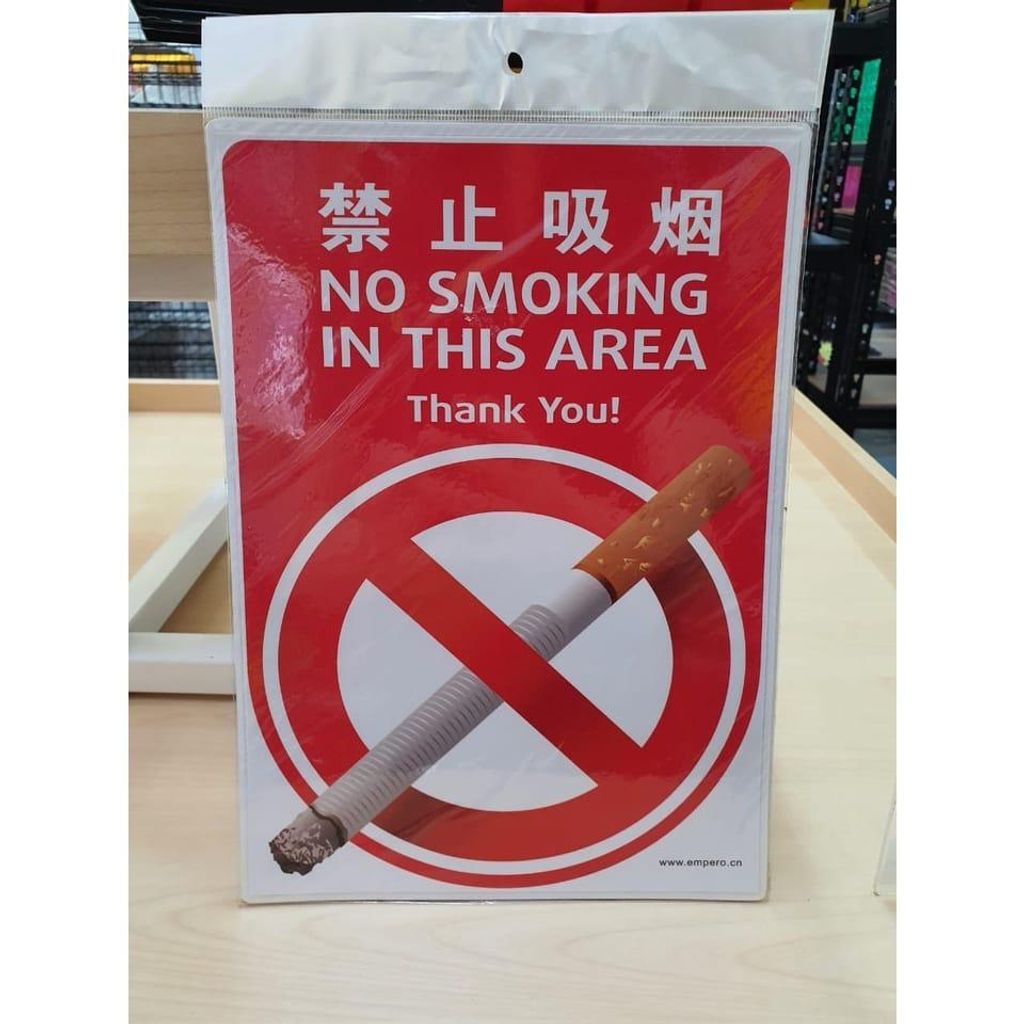 禁止吸烟
NO SMOKING
IN THIS AREA
Thank You!
www.empero.cn